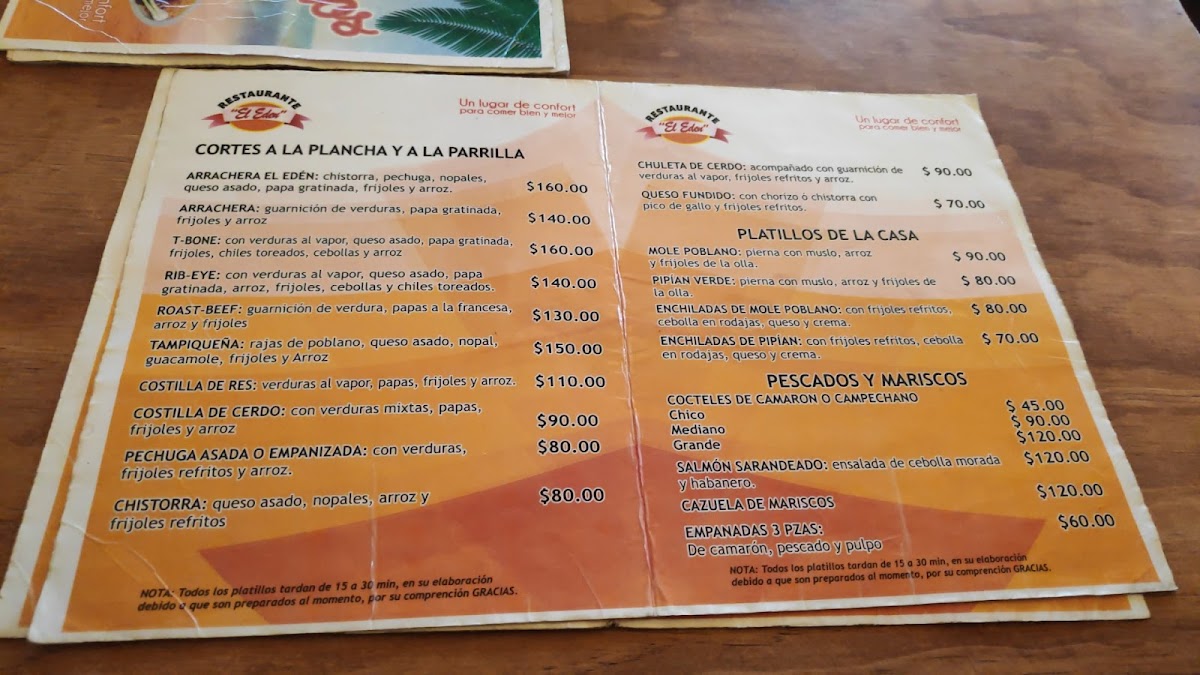 nfort
mejor
RESTAURANTE
"El Eden"
Un lugar de confort
para comer bien y mejor
CORTES A LA PLANCHA Y A LA PARRILLA
ARRACHERA EL EDÉN: chistorra, pechuga, nopales,
queso asado, papa gratinada, frijoles y arroz. $160.00
ARRACHERA: guarnición de verduras, papa gratinada,
frijoles y arroz $140.00
T-BONE: con verduras al vapor, queso asado, papa gratinada,
frijoles, chiles toreados, cebollas y arroz $160.00
RIB-EYE: con verduras al vapor, queso asado, papa
gratinada, arroz, frijoles, cebollas y chiles toreados. $140.00
ROAST-BEEF: guarnición de verdura, papas a la francesa,
arroz y frijoles $130.00
TAMPIQUEÑA: rajas de poblano, queso asado, nopal,
guacamole, frijoles y Arroz $150.00
COSTILLA DE RES: verduras al vapor, papas, frijoles y arroz. $110.00
COSTILLA DE CERDO: con verduras mixtas, papas,
frijoles y arroz $90.00
PECHUGA ASADA O EMPANIZADA: con verduras,
frijoles refritos y arroz. $80.00
CHISTORRA: queso asado, nopales, arroz y
frijoles refritos $80.00
NOTA: Todos los platillos tardan de 15 a 30 min, en su elaboración
debido a que son preparados al momento, por su comprención GRACIAS.
RESTAURANTE
"El Eden"
Un lugar de confort
para comer bien y mejor
CHULETA DE CERDO: acompañado con guarnición de
verduras al vapor, frijoles refritos y arroz. $ 90.00
QUESO FUNDIDO: con chorizo ó chistorra con
pico de gallo y frijoles refritos. $ 70.00
PLATILLOS DE LA CASA
MOLE POBLANO: pierna con muslo, arroz
y frijoles de la olla. $ 90.00
PIPÍAN VERDE: pierna con muslo, arroz y frijoles de
la olla. $ 80.00
ENCHILADAS DE MOLE POBLANO: con frijoles refritos,
cebolla en rodajas, queso y crema. $ 80.00
ENCHILADAS DE PIPÍAN: con frijoles refritos, cebolla
en rodajas, queso y crema. $ 70.00
PESCADOS Y MARISCOS
COCTELES DE CAMARON O CAMPECHANO
Chico $ 45.00
Mediano $ 90.00
Grande $120.00
SALMÓN SARANDEADO: ensalada de cebolla morada
y habanero. $120.00
CAZUELA DE MARISCOS $120.00
EMPANADAS 3 PZAS: $60.00
De camarón, pescado y pulpo
NOTA: Todos los platillos tardan de 15 a 30 min, en su elaboración
debido a que son preparados al momento, por su comprención GRACIAS.